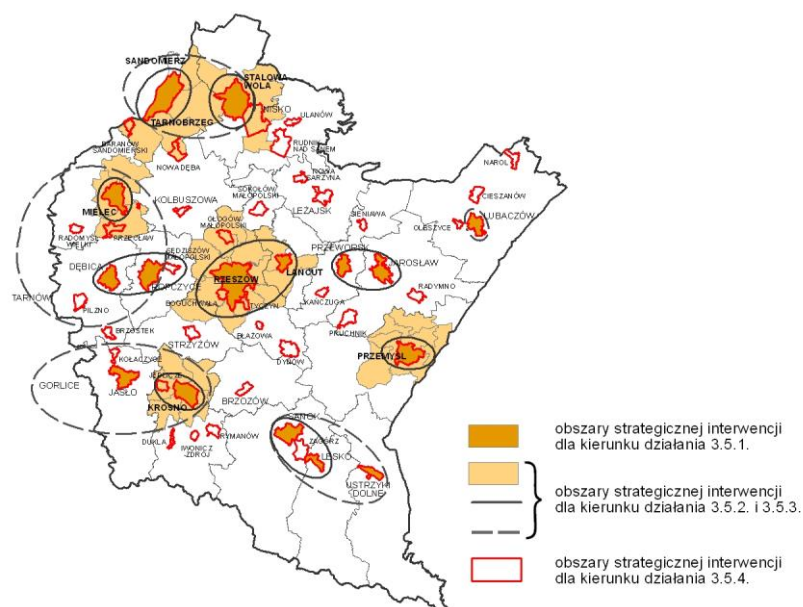 SANDOMIERZ
STALOWA
WOLA
NISKO
ULANÓW
TARNOBRZEG
BARANÓW
SANDOMIERSKI
RUDNIK
NAD SANEM
NOWA DĘBA
NOWA
SARZYNA
NAROL
CIESZANÓW
MIELEC
KOLBUSZOWA
SOKOŁÓW
MAŁOPOLSKI
LEŻAJSK
OLESZYCE
LUBACZÓW
GŁOGÓW
MAŁOPOLSKI
SIENIAWA
RADOMYŚL
WIELKI
PRZECŁAW
SĘDZISZÓW
MAŁOPOLSKI
PRZEWORSK
JAROSŁAW
DĘBICA
ROPCZYCE
RZESZÓW
ŁAŃCUT
TARNÓW
PILZNO
BOGUCHWAŁA
TYCZYN
KAŃCZUGA
RADYMNO
BRZOSTEK
STRZYŻÓW
BŁAŻOWA
PRUCHNIK
KOŁACZYCE
DYNÓW
PRZEMYŚL
GORLICE
JASŁO
JEDLICZE
KROSNO
BRZOZÓW
DUKLA
IWONICZ
-ZDRÓJ
RYMANÓW
SANOK
ZAGÓRZ
LESKO
USTRZYKI
DOLNE
obszary strategicznej interwencji
dla kierunku działania 3.5.1.
obszary strategicznej interwencji
dla kierunku działania 3.5.2. i 3.5.3.
obszary strategicznej interwencji
dla kierunku działania 3.5.4.